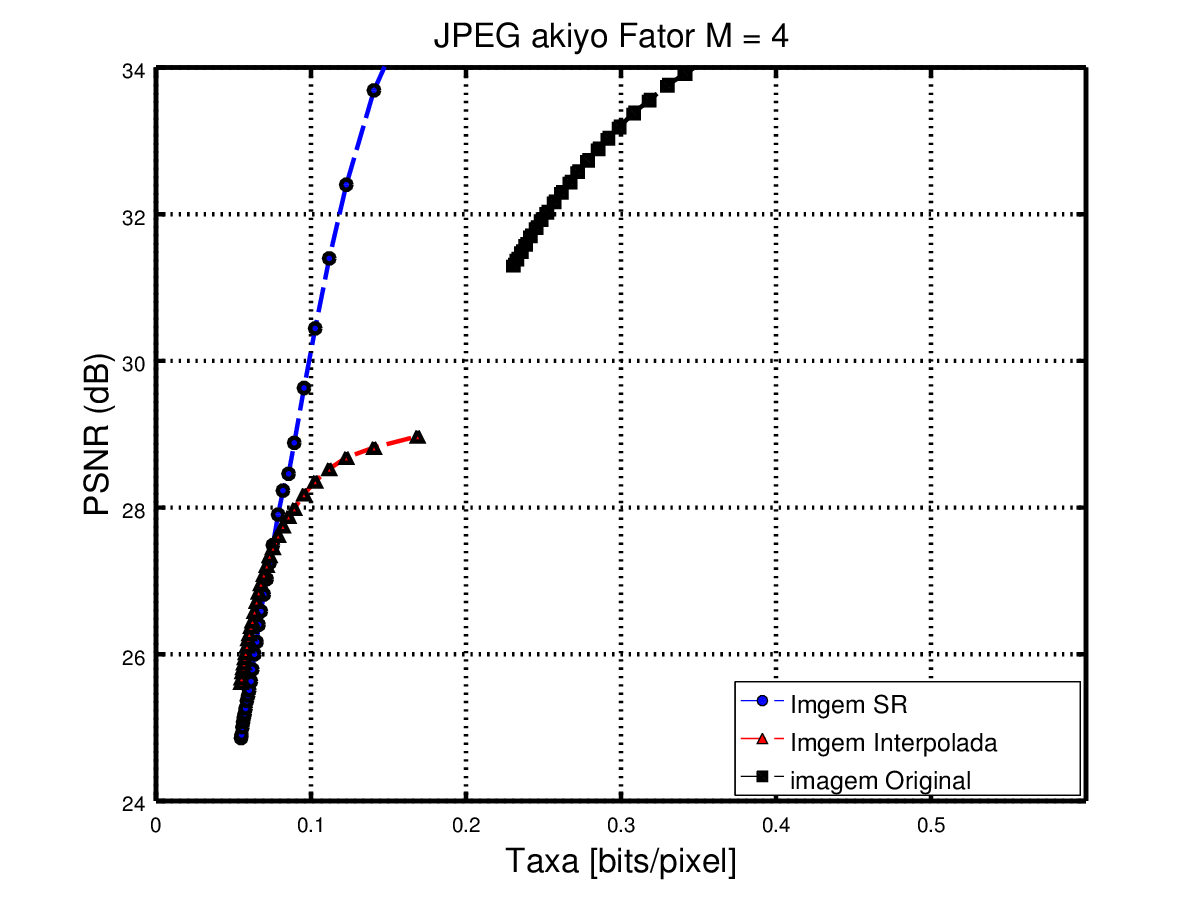 JPEG akiyo Fator M = 4
34
32
30
28
26
24
PSNR (dB)
Imgem SR
Imgem Interpolada
imagem Original
0 0.1 0.2 0.3 0.4 0.5
Taxa [bits/pixel]